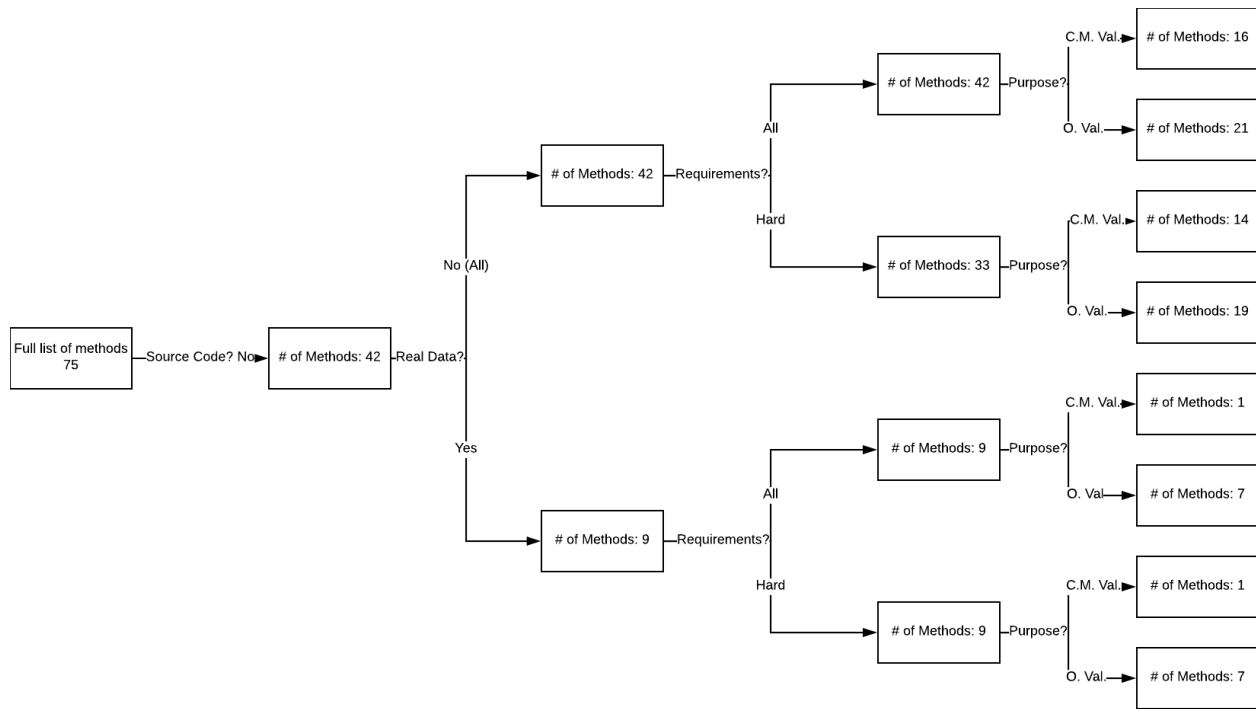 C.M. Val.
# of Methods: 16
# of Methods: 42
Purpose?
All
O. Val.
# of Methods: 21
# of Methods: 42
Requirements?
Hard
C.M. Val.
# of Methods: 14
No (All)
# of Methods: 33
Purpose?
O. Val.
# of Methods: 19
Full list of methods
75
Source Code? No
# of Methods: 42
Real Data?
C.M. Val.
# of Methods: 1
Yes
# of Methods: 9
Purpose?
All
O. Val
# of Methods: 7
# of Methods: 9
Requirements?
Hard
C.M. Val.
# of Methods: 1
# of Methods: 9
Purpose?
O. Val.
# of Methods: 7